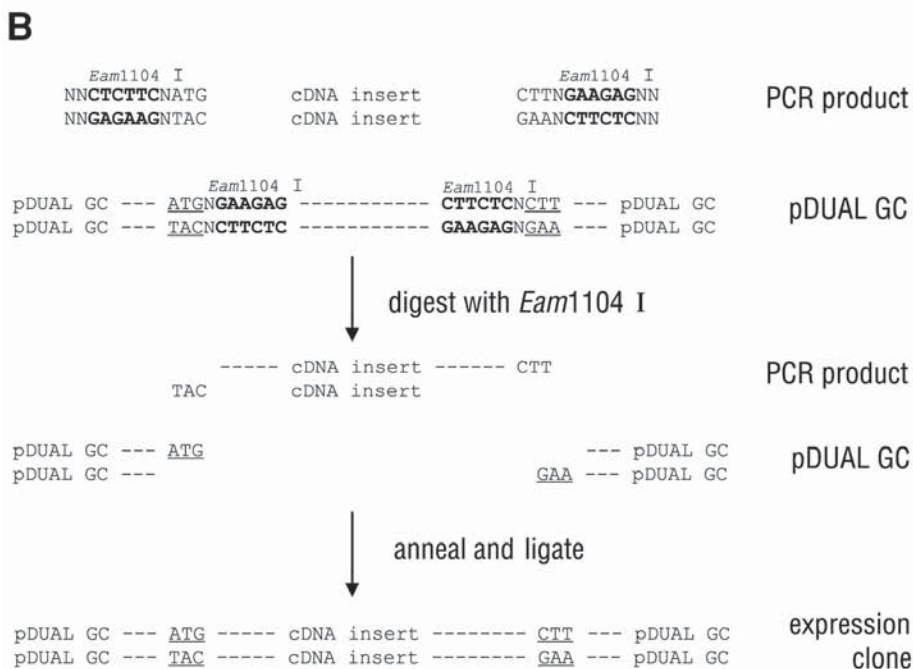 B
Eam1104 I Eam1104 I
NNCTCTTCNATG cDNA insert CTTNGAAGAGNN PCR product
NNGAGAAGNTAC cDNA insert GAANCTTCTCNN
Eam1104 I Eam1104 I
pDUAL GC --- ATGNGAAGAG ----------- CTTCTCNCTT --- pDUAL GC pDUAL GC
pDUAL GC --- TACNCTTCTC ----------- GAAGAGNGAA --- pDUAL GC
digest with Eam1104 I
----- cDNA insert ------ CTT PCR product
TAC cDNA insert
pDUAL GC --- ATG --- pDUAL GC pDUAL GC
pDUAL GC --- GAA --- pDUAL GC
anneal and ligate
pDUAL GC --- ATG ----- cDNA insert -------- CTT --- pDUAL GC expression
pDUAL GC --- TAC ----- cDNA insert -------- GAA --- pDUAL GC clone